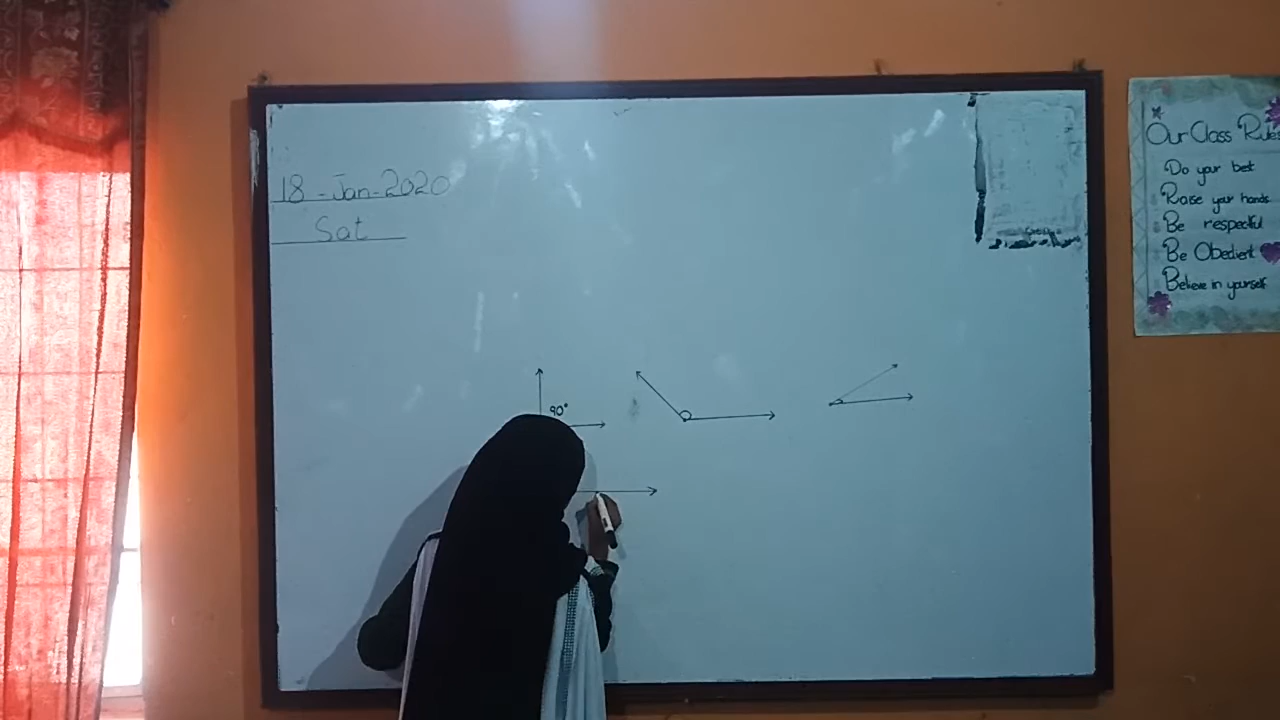 18-Jan-2020
Sat
90°
Our Class Rules
Do your bet
Raise your hands
Be respectful
Be Obedient
Believe in yourself